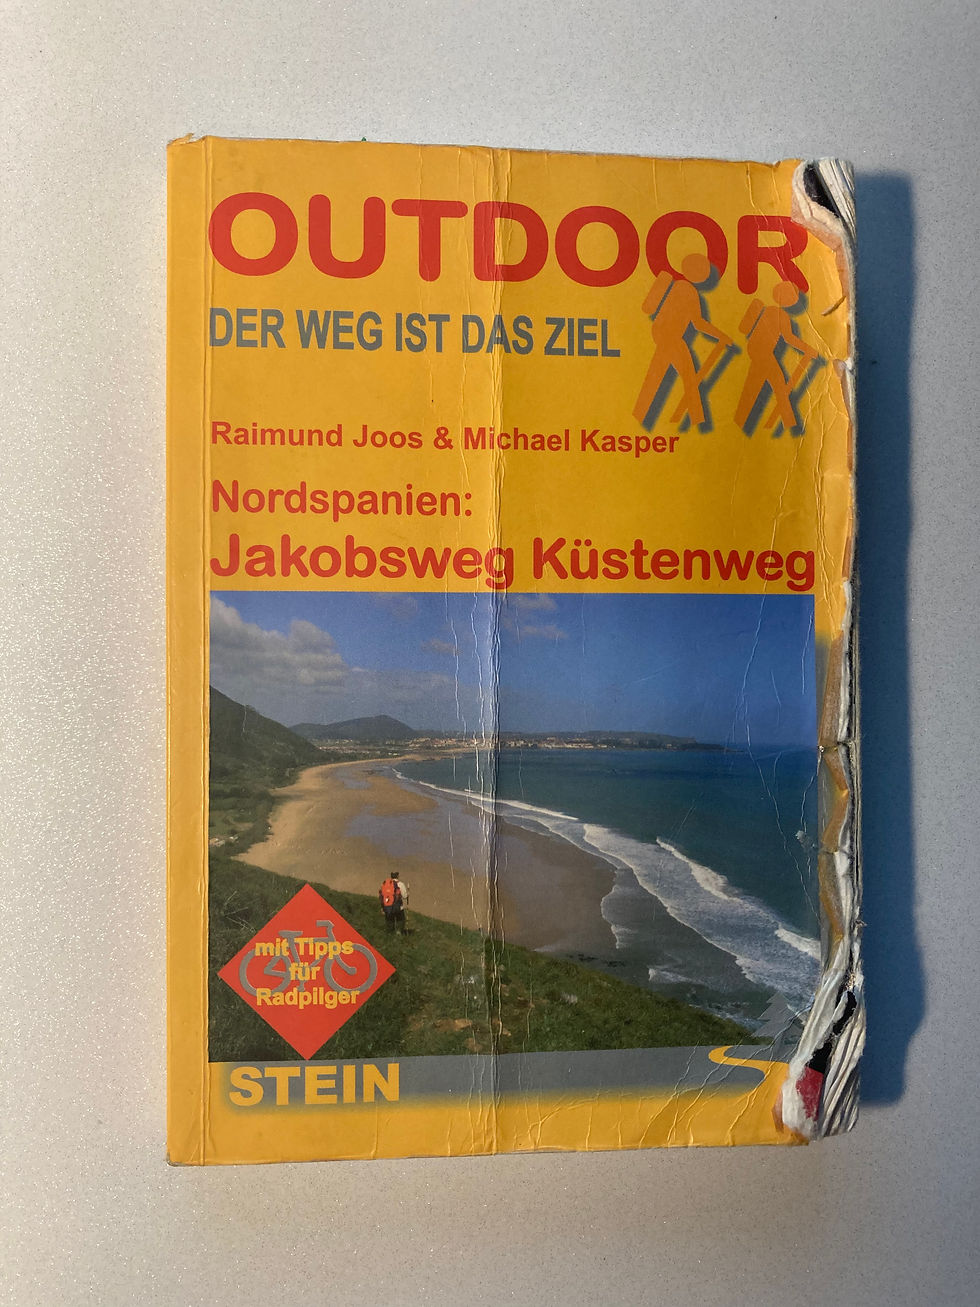 OUTDOOR
DER WEG IST DAS ZIEL
Raimund Joos & Michael Kasper
Nordspanien:
Jakobsweg Küstenweg
mit Tipps
für
Radpilger
STEIN